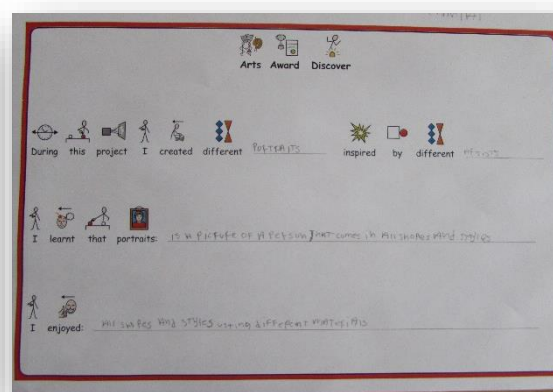 Arts Award Discover
During this project I created different PORTRAITS inspired by different Artists
I learnt that portraits: is A PICTURE OF A PERSON THAT comes in All SHAPES AND STYLES
I enjoyed: All SHAPES AND STYLES using different MATERIALS